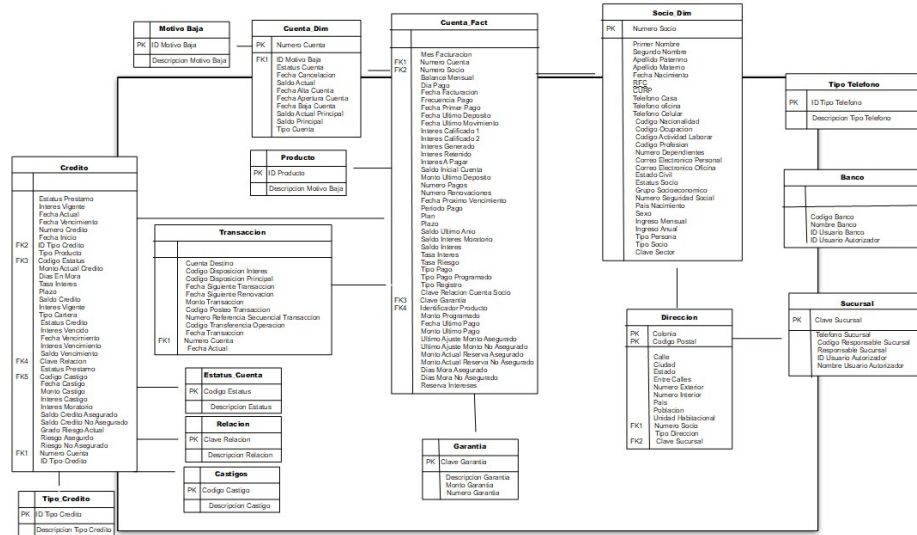 Motivo Baja
PK ID Motivo Baja
Descripcion Motivo Baja
Cuenta_Dim
PK Numero Cuenta
FK1 ID Motivo Baja
Estatus Cuenta
Fecha Cancelacion
Saldo Actual
Fecha Alta Cuenta
Fecha Apertura Cuenta
Fecha Baja Cuenta
Saldo Actual Principal
Saldo Principal
Tipo Cuenta
Producto
PK ID Producto
Descripcion Motivo Baja
Cuenta_Fact
Mes Facturacion
FK1 Numero Cuenta
FK2 Numero Socio
Balance Mensual
Dia Pago
Fecha Facturacion
Frecuencia Pago
Fecha Primer Pago
Fecha Ultimo Deposito
Fecha Ultimo Movimiento
Interes Calificado 1
Interes Calificado 2
Interes Generado
Interes Retenido
Interes A Pagar
Saldo Inicial Cuenta
Monto Ultimo Deposito
Numero Pagos
Numero Renovaciones
Fecha Proximo Vencimiento
Periodo Pago
Plan
Plazo
Saldo Ultimo Anio
Saldo Interes Moratorio
Saldo Interes
Tasa Interes
Tasa Riesgo
Tipo Pago
Tipo Pago Programado
Tipo Registro
Clave Relacion Cuenta Socio
FK3 Clave Garantia
FK4 Identificador Producto
Monto Programado
Fecha Ultimo Pago
Monto Ultimo Pago
Ultimo Ajuste Monto Asegurado
Ultimo Ajuste Monto No Asegurado
Monto Actual Reserva Asegurado
Monto Actual Reserva No Asegurado
Dias Mora Asegurado
Dias Mora No Asegurado
Reserva Intereses
Socio_Dim
PK Numero Socio
Primer Nombre
Segundo Nombre
Apellido Paternno
Apellido Materno
Fecha Nacimiento
RFC
CURP
Telefono Casa
Telefono oficina
Telefono Celular
Codigo Nacionalidad
Codigo Ocupacion
Codigo Actividad Laborar
Codigo Profesion
Numero Dependientes
Correo Electronico Personal
Correo Electronico Oficina
Estado Civil
Estatus Socio
Grupo Socioeconomico
Numero Seguridad Social
Pais Nacimiento
Sexo
Ingreso Mensual
Ingreso Anual
Tipo Persona
Tipo Socio
Clave Sector
Tipo Telefono
PK ID Tipo Telefono
Descripcion Tipo Telefono
Banco
Codigo Banco
Nombre Banco
ID Usuario Banco
ID Usuario Autorizador
Credito
Estatus Prestamo
Interes Vigente
Fecha Actual
Fecha Vencimiento
Numero Credito
Fecha Inicio
FK2 ID Tipo Credito
Tipo Producto
FK3 Codigo Estatus
Monto Actual Credito
Dias En Mora
Tasa Interes
Plazo
Saldo Credito
Interes Vigente
Tipo Cartera
Estatus Credito
Interes Vencido
Fecha Vencimiento
Interes Vencimiento
Saldo Vencimiento
FK4 Clave Relacion
Estatus Prestamo
FK5 Codigo Castigo
Fecha Castigo
Monto Castigo
Interes Castigo
Interes Moratorio
Saldo Credito Asegurado
Saldo Credito No Asegurado
Grado Riesgo Actual
Riesgo Asegurdo
Riesgo No Asegurado
FK1 Numero Cuenta
ID Tipo Credito
Transaccion
Cuenta Destino
Codigo Disposicion Interes
Codigo Disposicion Principal
Fecha Siguiente Transaccion
Fecha Siguiente Renovacion
Monto Transaccion
Codigo Posteo Transaccion
Numero Referencia Secuencial Transaccion
Codigo Transferencia Operacion
Fecha Transaccion
FK1 Numero Cuenta
Fecha Actual
Estatus_Cuenta
PK Codigo Estatus
Descripcion Estatus
Relacion
PK Clave Relacion
Descripcion Relacion
Castigos
PK Codigo Castigo
Descripcion Castigo
Tipo_Credito
PK ID Tipo Credito
Descripcion Tipo Credito
Garantia
PK Clave Garantia
Descripcion Garantia
Monto Garantia
Numero Garantia
Direccion
PK Colonia
PK Codigo Postal
Calle
Ciudad
Estado
Entre Calles
Numero Exterior
Numero Interior
Pais
Poblacion
Unidad Habitacional
FK1 Numero Socio
Tipo Direccion
FK2 Clave Sucursal
Sucursal
PK Clave Sucursal
Telefono Sucursal
Codigo Responsable Sucursal
Responsable Sucursal
ID Usuario Autorizador
Nombre Usuario Autorizador